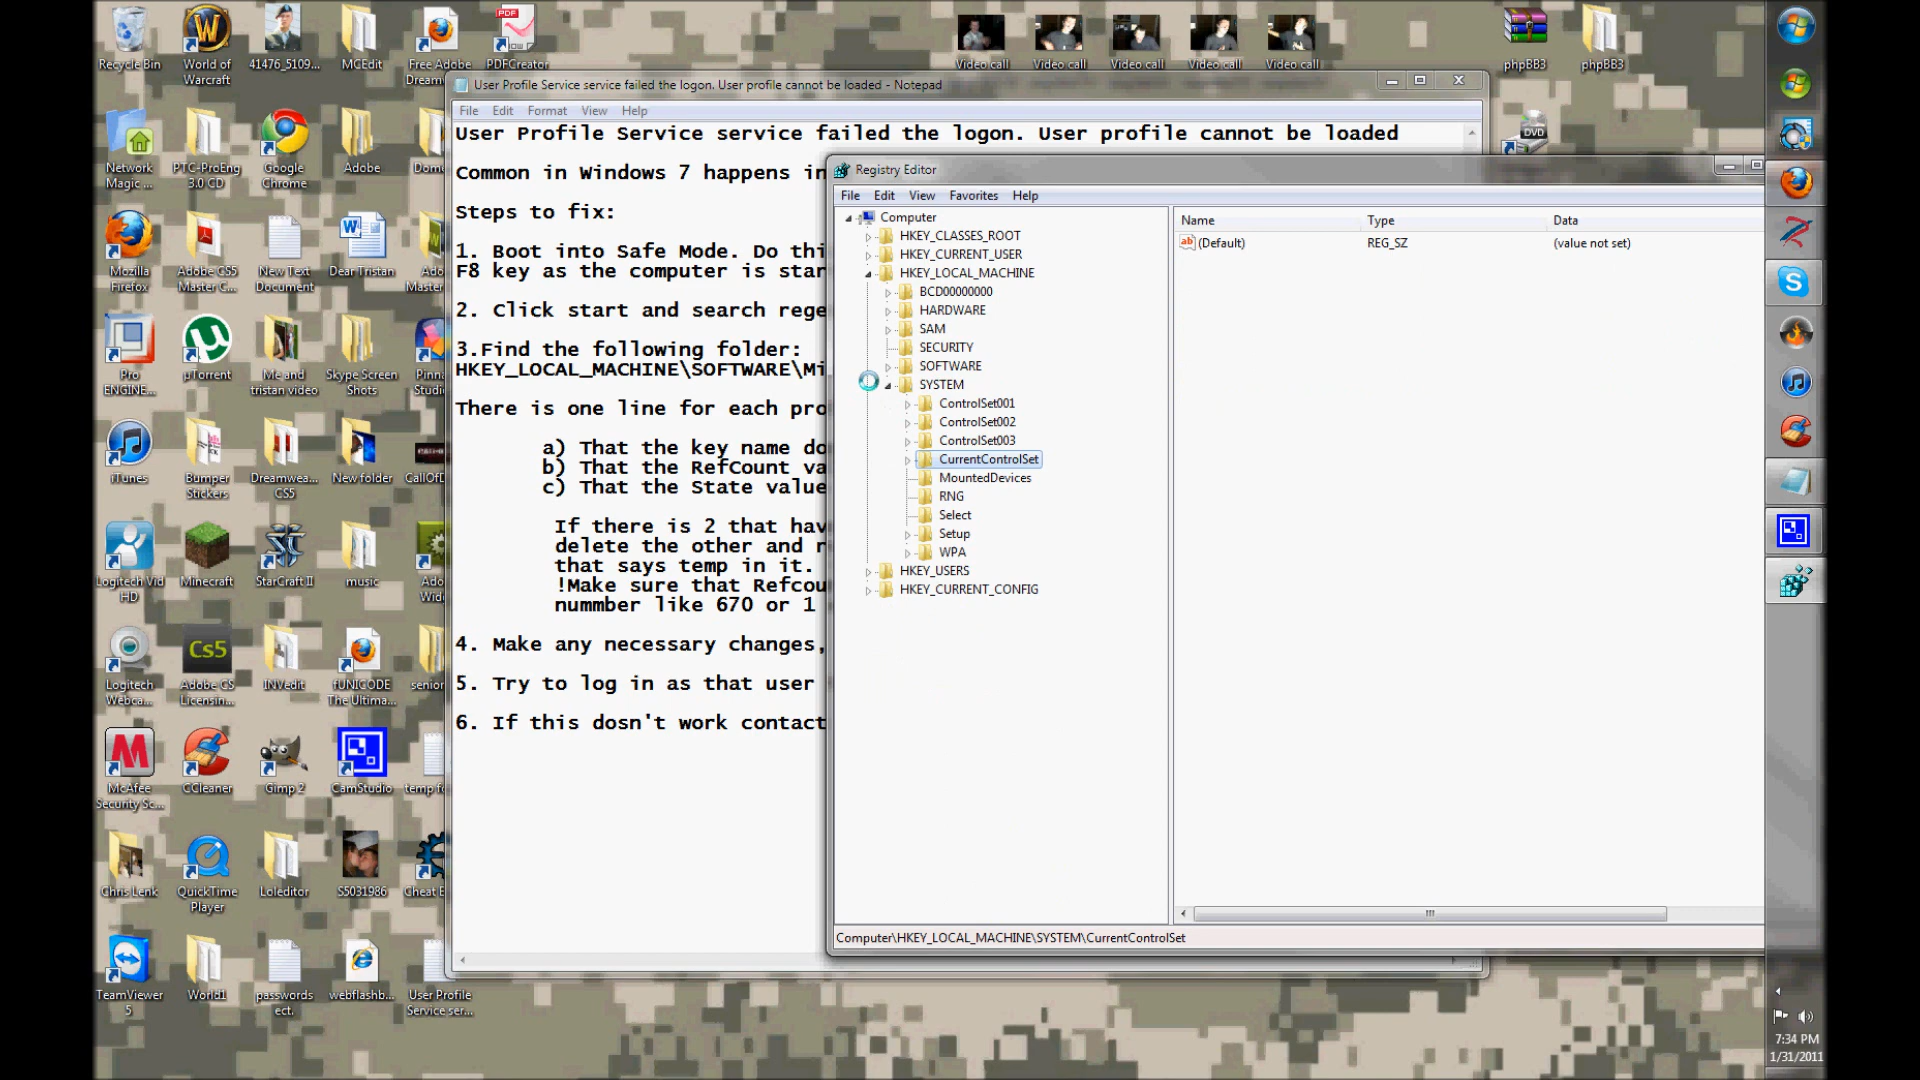 Recycle Bin
World of
Warcraft
41476_5109...
MCEdit
Free Adobe
PDFCreator
Video call
Video call
Video call
Video call
Video call
phpBB3
phpBB3
User Profile Service service failed the logon. User profile cannot be loaded - Notepad
File Edit Format View Help
User Profile Service service failed the logon. User profile cannot be loaded
Common in Windows 7 happens in
Steps to fix:
1. Boot into Safe Mode. Do thi
F8 key as the computer is star
2. Click start and search rege
3.Find the following folder:
HKEY_LOCAL_MACHINE\SOFTWARE\Mi
There is one line for each pro
a) That the key name do
b) That the RefCount va
c) That the State value
If there is 2 that hav
delete the other and r
that says temp in it.
!Make sure that Refcou
nummber like 670 or 1
4. Make any necessary changes,
5. Try to log in as that user
6. If this dosn't work contact
Registry Editor
File Edit View Favorites Help
Computer
HKEY_CLASSES_ROOT
HKEY_CURRENT_USER
HKEY_LOCAL_MACHINE
BCD00000000
HARDWARE
SAM
SECURITY
SOFTWARE
SYSTEM
ControlSet001
ControlSet002
ControlSet003
CurrentControlSet
MountedDevices
RNG
Select
Setup
WPA
HKEY_USERS
HKEY_CURRENT_CONFIG
Name Type Data
(Default) REG_SZ (value not set)
Computer\HKEY_LOCAL_MACHINE\SYSTEM\CurrentControlSet
Network
Magic ...
PTC-ProEng
3.0 CD
Google
Chrome
Adobe
Mozilla
Firefox
Adobe CS5
Master C...
New Text
Document
Dear Tristan
Pro
ENGINE...
µTorrent
Me and
tristan video
Skype Screen
Shots
iTunes
Bumper
Stickers
Dreamwea...
CS5
New folder
Logitech Vid
HD
Minecraft
StarCraft II
music
Logitech
Webca...
Cs5
Adobe CS
Licensin...
INVedit
fUNICODE
The Ultima...
McAfee
Security Sc...
CCleaner
Gimp 2
CamStudio
Chris Lenk
QuickTime
Player
Loleditor
S5031986
TeamViewer
5
World1
passwords
ect.
webflashb...
User Profile
Service ser...
DVD
7:34 PM
1/31/2011